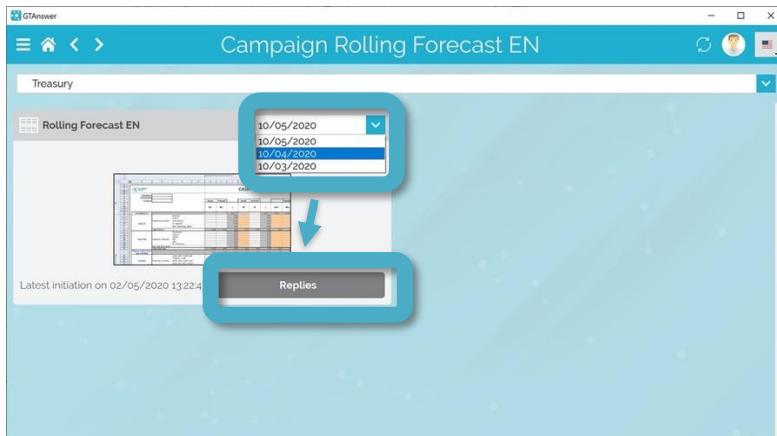 GTAnswer
Campaign Rolling Forecast EN
Treasury
Rolling Forecast EN
10/05/2020
10/05/2020
10/04/2020
10/03/2020
Latest initiation on 02/05/2020 13:22:4
Replies